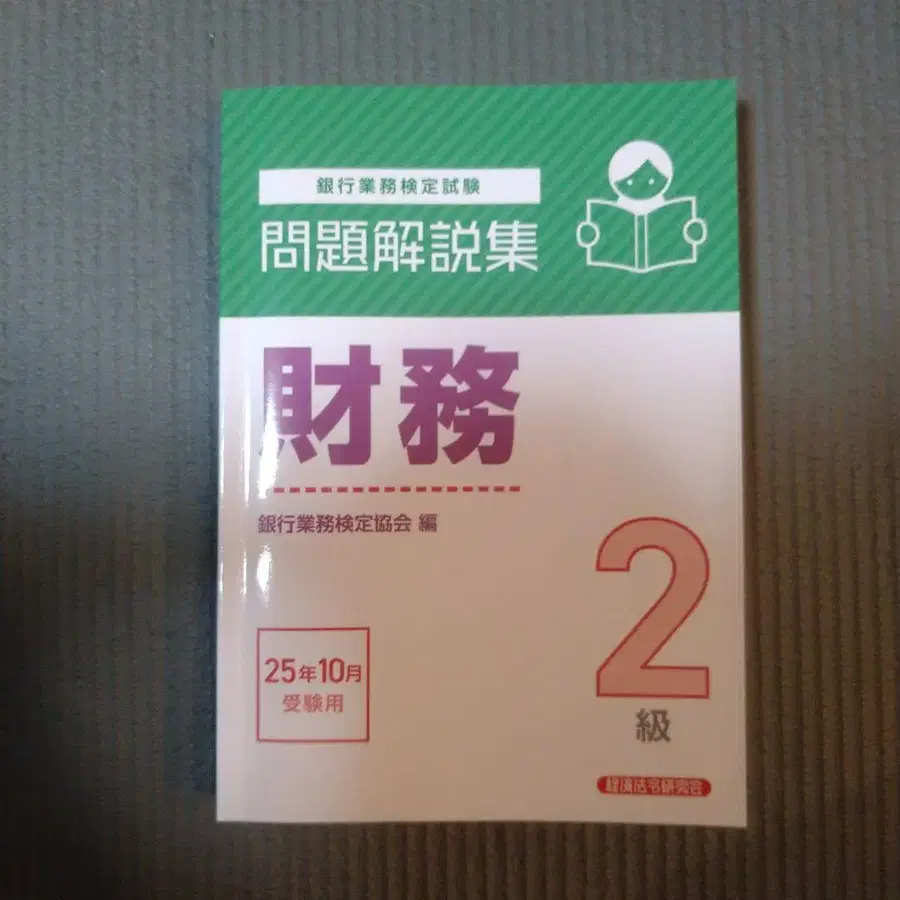 銀行業務検定試験
問題解説集
財務
銀行業務検定協会 編
25年10月
受験用
2
級
経済法令研究会